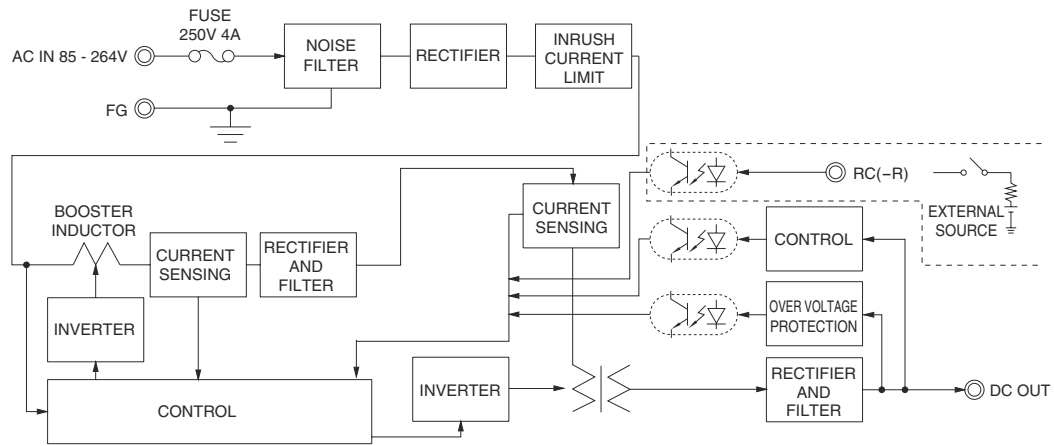 FUSE
250V 4A
AC IN 85 - 264V
NOISE
FILTER
RECTIFIER
INRUSH
CURRENT
LIMIT
FG
RC(−R)
EXTERNAL
SOURCE
CURRENT
SENSING
BOOSTER
INDUCTOR
CURRENT
SENSING
RECTIFIER
AND
FILTER
CONTROL
INVERTER
OVER VOLTAGE
PROTECTION
INVERTER
RECTIFIER
AND
FILTER
DC OUT
CONTROL